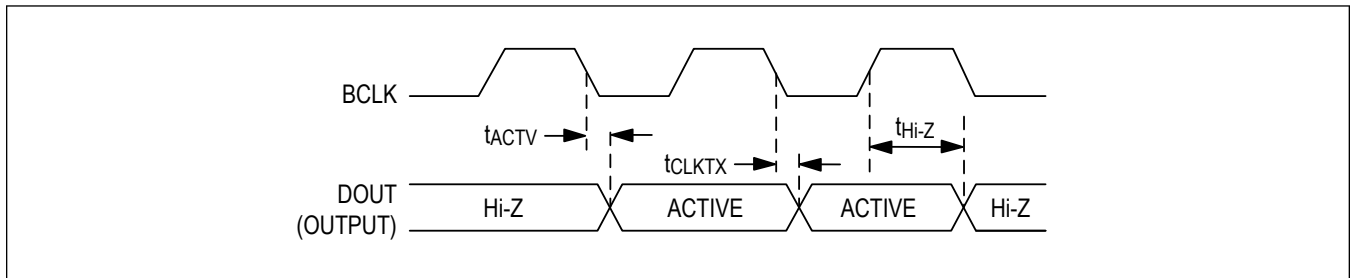 BCLK
tACTV
tHi-Z
tCLKTX
DOUT
(OUTPUT)
Hi-Z
ACTIVE
ACTIVE
Hi-Z